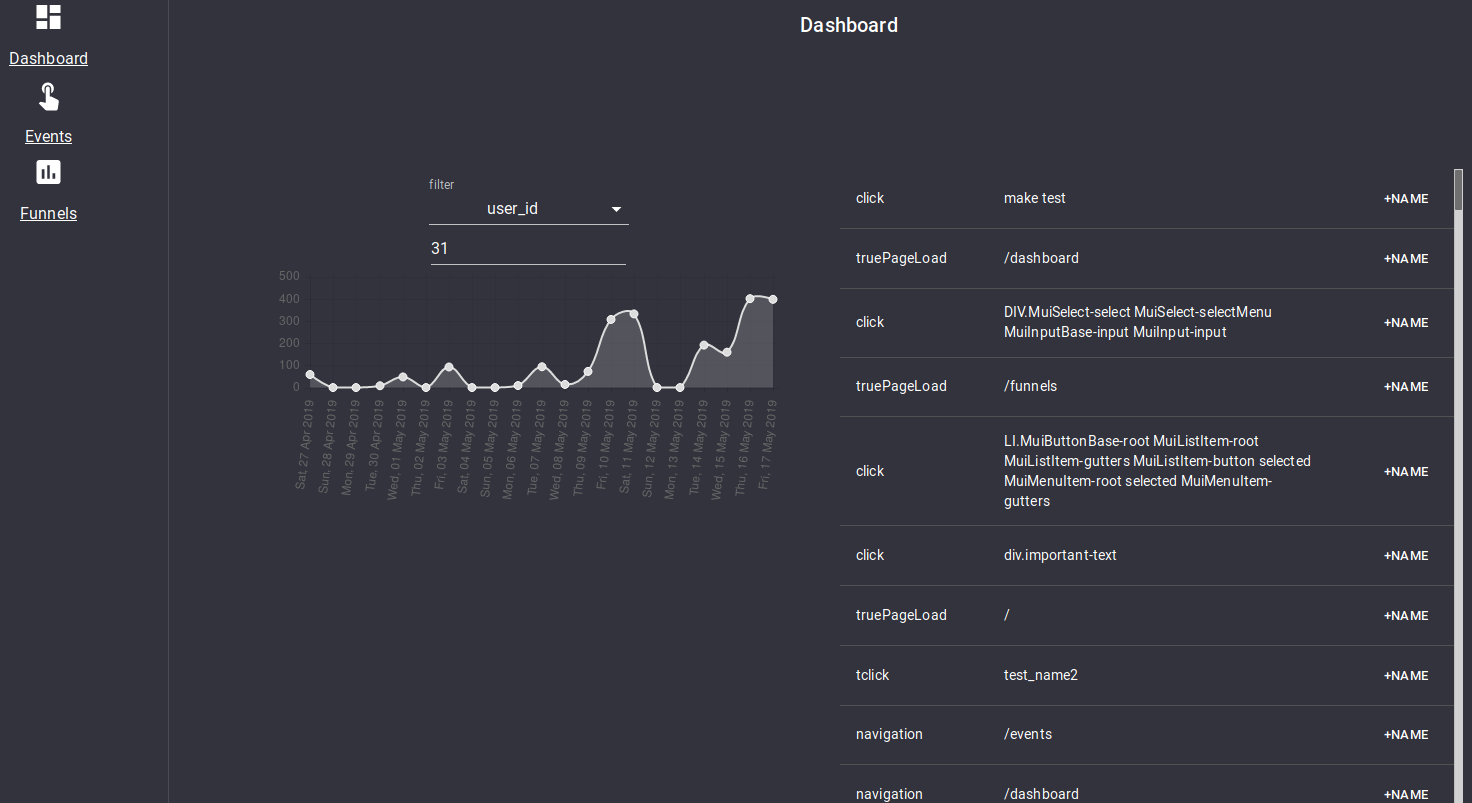 Dashboard
Events
Funnels
Dashboard
filter
user_id
31
500
400
300
200
100
0
Sat, 27 Apr 2019
Sun, 28 Apr 2019
Mon, 29 Apr 2019
Tue, 30 Apr 2019
Wed, 01 May 2019
Thu, 02 May 2019
Fri, 03 May 2019
Sat, 04 May 2019
Sun, 05 May 2019
Mon, 06 May 2019
Tue, 07 May 2019
Wed, 08 May 2019
Thu, 09 May 2019
Fri, 10 May 2019
Sat, 11 May 2019
Sun, 12 May 2019
Mon, 13 May 2019
Tue, 14 May 2019
Wed, 15 May 2019
Thu, 16 May 2019
Fri, 17 May 2019
click make test +NAME
truePageLoad /dashboard +NAME
DIV.MuiSelect-select MuiSelect-selectMenu
click MuiInputBase-input MuiInput-input +NAME
truePageLoad /funnels +NAME
LI.MuiButtonBase-root MuiListItem-root
MuiListItem-gutters MuiListItem-button selected
click MuiMenuItem-root selected MuiMenuItem- +NAME
gutters
click div.important-text +NAME
truePageLoad / +NAME
tclick test_name2 +NAME
navigation /events +NAME
navigation /dashboard +NAME